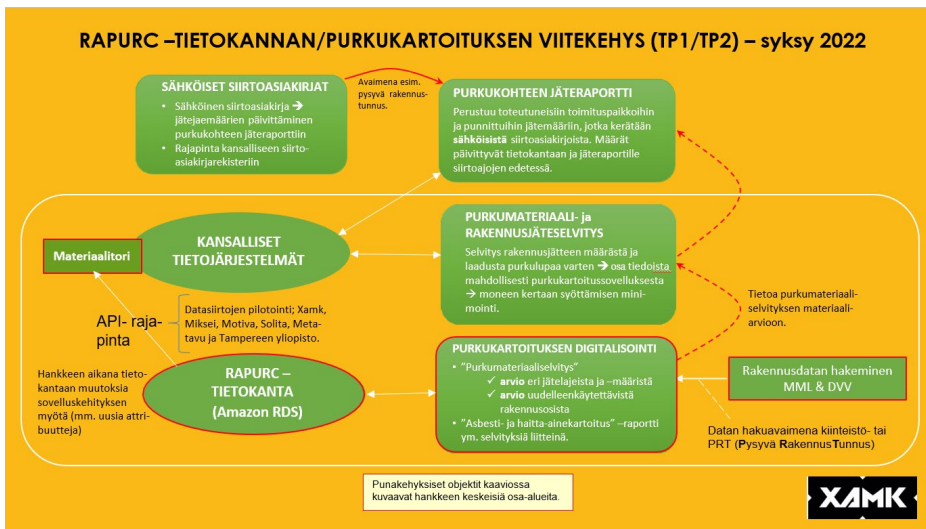 RAPURC –TIETOKANNAN/PURKUKARTOITUKSEN VIITEKEHYS (TP1/TP2) – syksy 2022
SÄHKÖISET SIIRTOASIAKIRJAT
• Sähköinen siirtoasiakirja →
jätejaemäärien päivittäminen
purkukohteen jäteraporttiin
• Rajapinta kansalliseen siirto-
asiakirjarekisteriin
Avaimena esim.
pysyvä rakennus-
tunnus.
PURKUKOHTEEN JÄTERAPORTTI
Perustuu toteutuneisiin toimituspaikkoihin
ja punnittuihin jätemääriin, jotka kerätään
sähköisistä siirtoasiakirjoista. Määrät
päivittyvät tietokantaan ja jäteraportille
siirtoajojen edetessä.
Materiaalitori
KANSALLISET
TIETOJÄRJESTELMÄT
PURKUMATERIAALI- ja
RAKENNUSJÄTESELVITYS
Selvitys rakennusjätteen määrästä ja
laadusta purkulupaa varten → osa tiedoista
mahdollisesti purkukartoitussovelluksesta
→ moneen kertaan syöttämisen mini-
mointi.
Tietoa purkumateriaali-
selvityksen materiaali-
arvioon.
API- raja-
pinta
Datasiirtojen pilotointi; Xamk,
Miksei, Motiva, Solita, Meta-
tavu ja Tampereen yliopisto.
Hankkeen aikana tieto-
kantaan muutoksia
sovelluskehityksen
myötä (mm. uusia attri-
buutteja)
RAPURC –
TIETOKANTA
(Amazon RDS)
PURKUKARTOITUKSEN DIGITALISOINTI
• ”Purkumateriaaliselvitys”
✓ arvio eri jätelajeista ja –määristä
✓ arvio uudelleenkäytettävistä
rakennusosista
• ”Asbesti- ja haitta-ainekartoitus” –raportti
ym. selvityksiä liitteinä.
Rakennusdatan hakeminen
MML & DVV
Datan hakuavaimena kiinteistö- tai
PRT (Pysyvä RakennusTunnus)
Punakehyksiset objektit kaaviossa
kuvaavat hankkeen keskeisiä osa-alueita.
XAMK